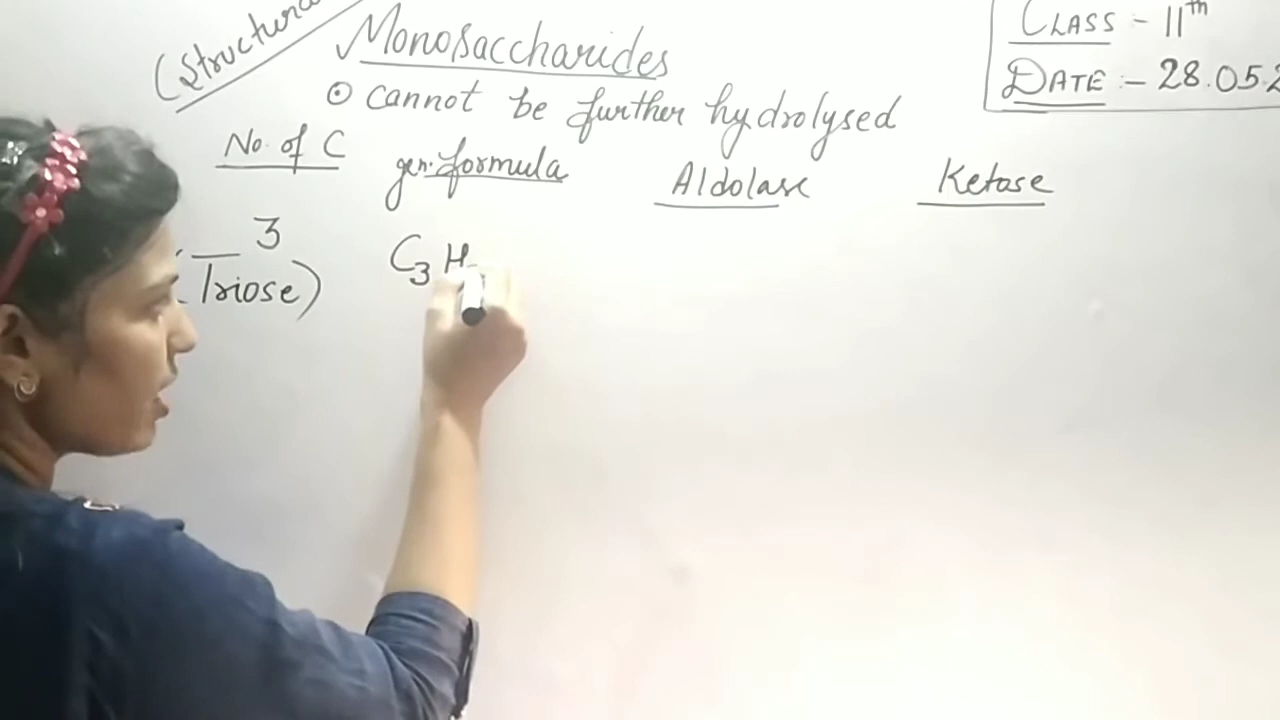 (Structura
Monosaccharides
⊙ cannot be further hydrolysed
CLASS - 11th
DATE :- 28.05.2
No. of C
gen. formula
Aldolase
Ketose
3
(Triose)
C3 H